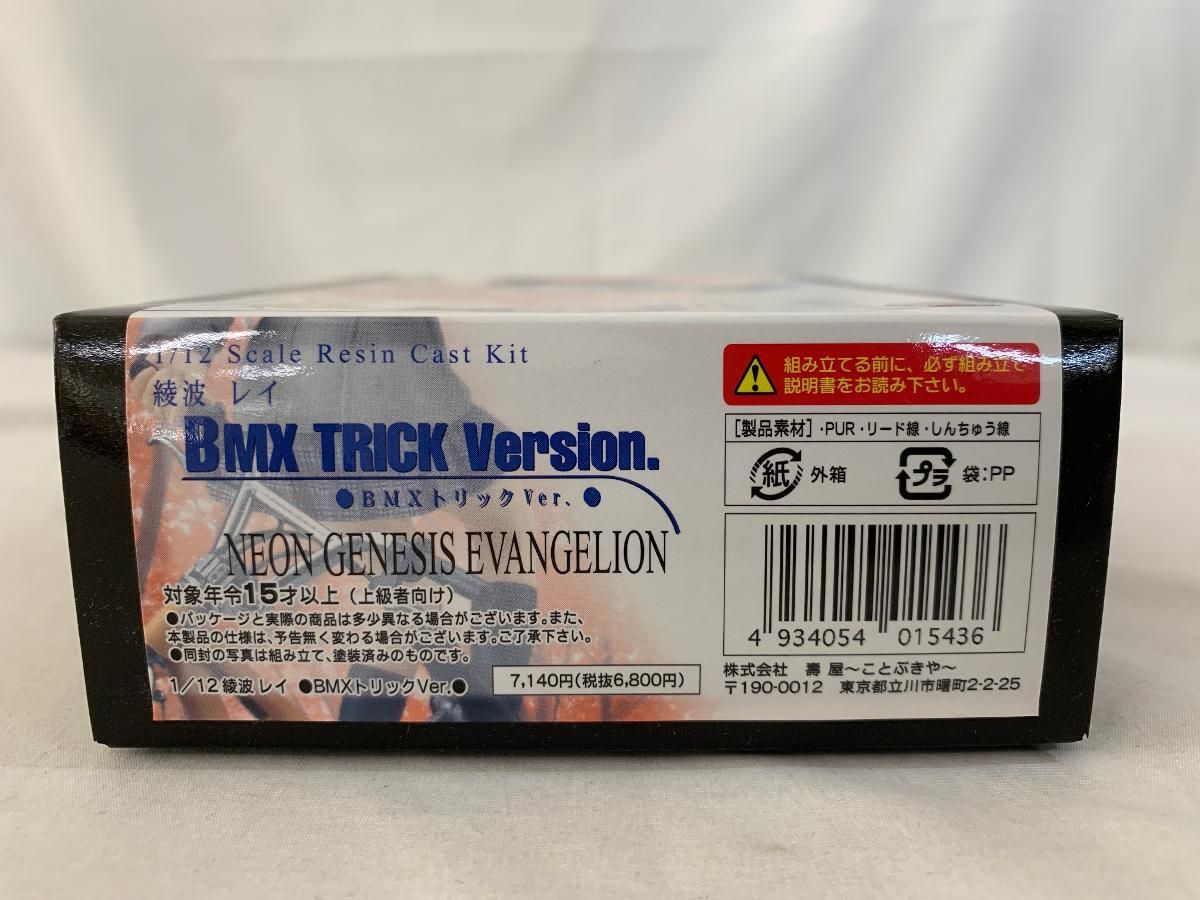 1/12 Scale Resin Cast Kit
綾波 レイ
BMX TRICK Version.
●BMXトリックVer.●
NEON GENESIS EVANGELION
対象年令15才以上（上級者向け）
●パッケージと実際の商品は多少異なる場合がございます。また、
本製品の仕様は、予告無く変わる場合がございます。ご了承下さい。
●同封の写真は組み立て、塗装済みのものです。
1/12 綾波 レイ ●BMXトリックVer.●
7,140円（税抜6,800円）
組み立てる前に、必ず組み立て
説明書をお読み下さい。
［製品素材］・PUR・リード線・しんちゅう線
紙 外箱 プラ 袋:PP
4 934054 015436
株式会社 壽屋〜ことぶきや〜
〒190-0012 東京都立川市曙町2-2-25